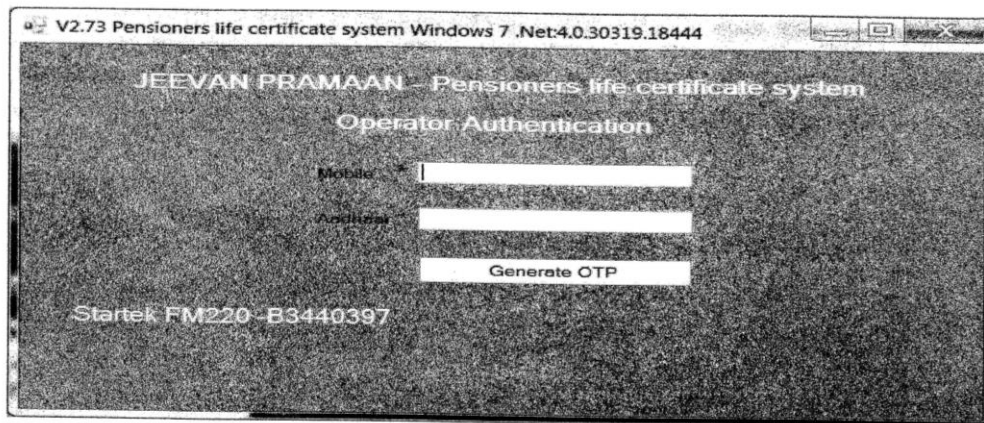 V2.73 Pensioners life certificate system Windows 7 .Net:4.0.30319.18444
JEEVAN PRAMAAN - Pensioners life certificate system
Operator Authentication
Mobile *
Aadhaar *
Generate OTP
Startek FM220 -B3440397